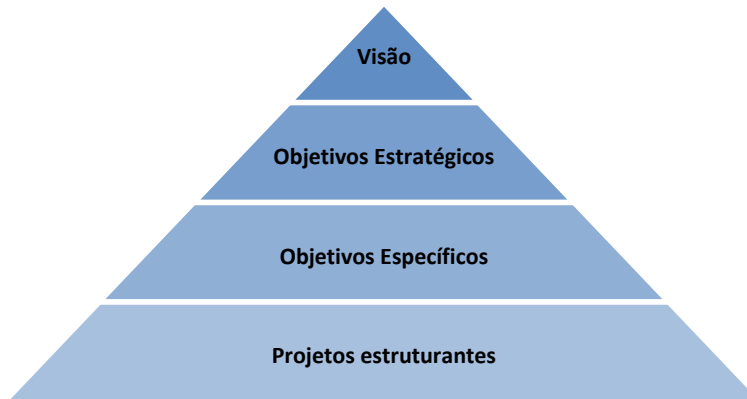 Visão
Objetivos Estratégicos
Objetivos Específicos
Projetos estruturantes